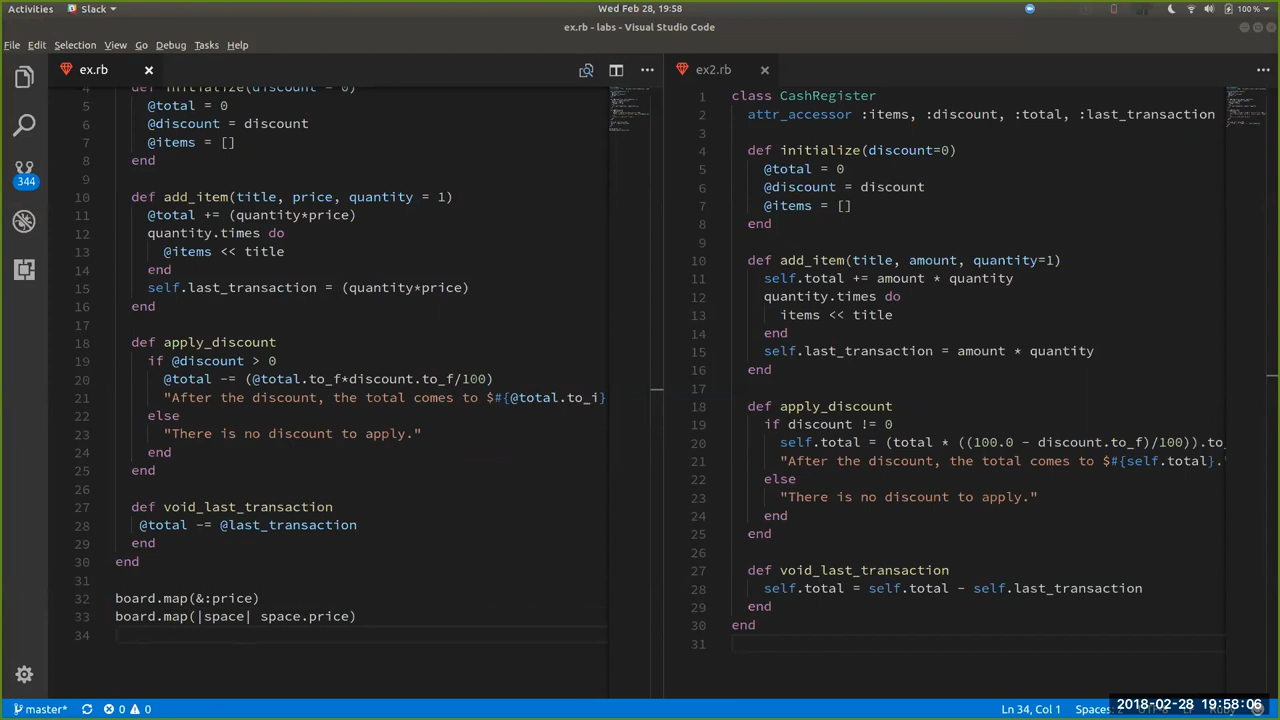 Activities Slack Wed Feb 28, 19:58 100%
ex.rb - labs - Visual Studio Code
File Edit Selection View Go Debug Tasks Help
ex.rb
4 def initialize(discount = 0)
5 @total = 0
6 @discount = discount
7 @items = []
8 end
9
10 def add_item(title, price, quantity = 1)
11 @total += (quantity*price)
12 quantity.times do
13 @items << title
14 end
15 self.last_transaction = (quantity*price)
16 end
17
18 def apply_discount
19 if @discount > 0
20 @total -= (@total.to_f*discount.to_f/100)
21 "After the discount, the total comes to $#{@total.to_i}
22 else
23 "There is no discount to apply."
24 end
25 end
26
27 def void_last_transaction
28 @total -= @last_transaction
29 end
30 end
31
32 board.map(&:price)
33 board.map(|space| space.price)
34
ex2.rb
1 class CashRegister
2 attr_accessor :items, :discount, :total, :last_transaction
3
4 def initialize(discount=0)
5 @total = 0
6 @discount = discount
7 @items = []
8 end
9
10 def add_item(title, amount, quantity=1)
11 self.total += amount * quantity
12 quantity.times do
13 items << title
14 end
15 self.last_transaction = amount * quantity
16 end
17
18 def apply_discount
19 if discount != 0
20 self.total = (total * ((100.0 - discount.to_f)/100)).to_
21 "After the discount, the total comes to $#{self.total}.
22 else
23 "There is no discount to apply."
24 end
25 end
26
27 def void_last_transaction
28 self.total = self.total - self.last_transaction
29 end
30 end
31
344
master* 0 0 Ln 34, Col 1 Spaces:
2018-02-28 19:58:06